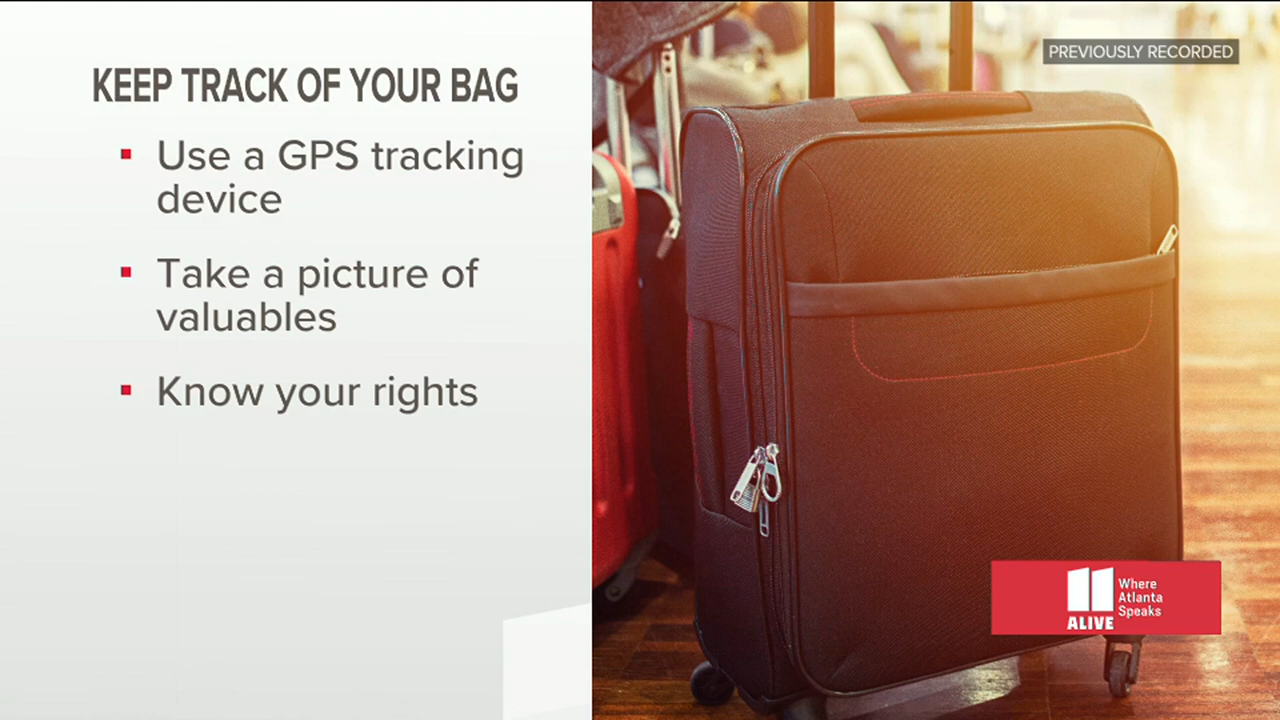 PREVIOUSLY RECORDED
KEEP TRACK OF YOUR BAG
Use a GPS tracking
device
Take a picture of
valuables
Know your rights
11
ALIVE
Where
Atlanta
Speaks